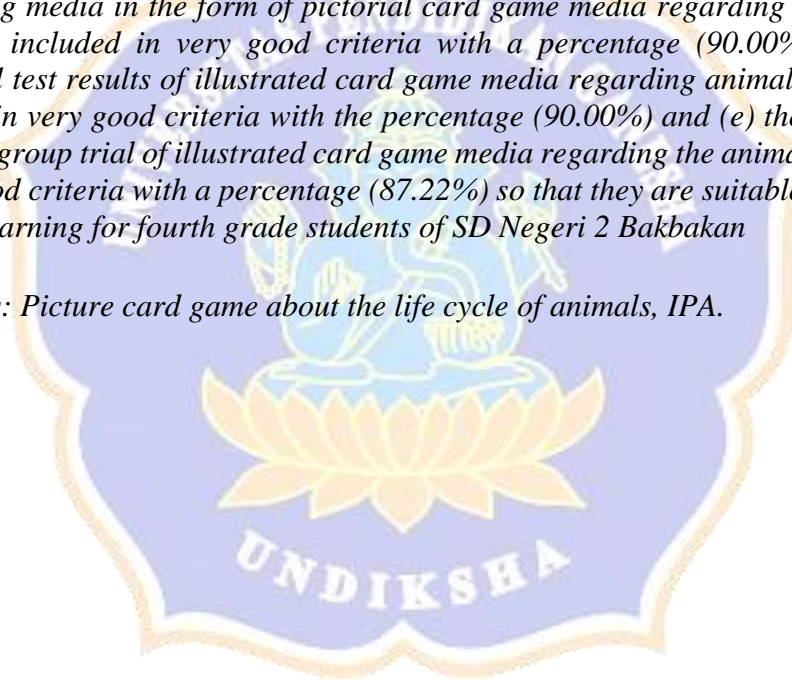 g media in the form of pictorial card game media regarding
included in very good criteria with a percentage (90.00%
l test results of illustrated card game media regarding animal
in very good criteria with the percentage (90.00%) and (e) the
group trial of illustrated card game media regarding the anima
od criteria with a percentage (87.22%) so that they are suitable
arning for fourth grade students of SD Negeri 2 Bakbakan
: Picture card game about the life cycle of animals, IPA.
UNDIKSHA